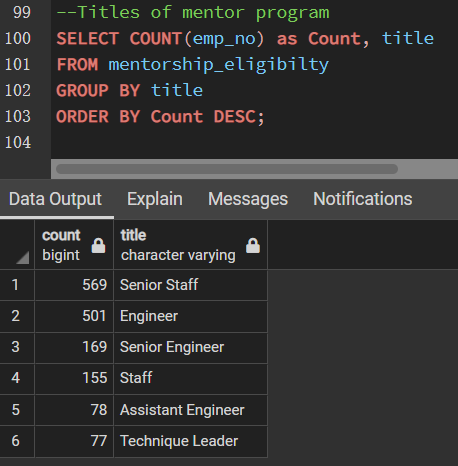 99 --Titles of mentor program
100 SELECT COUNT(emp_no) as Count, title
101 FROM mentorship_eligibilty
102 GROUP BY title
103 ORDER BY Count DESC;
104
Data Output Explain Messages Notifications
count title
bigint character varying
1 569 Senior Staff
2 501 Engineer
3 169 Senior Engineer
4 155 Staff
5 78 Assistant Engineer
6 77 Technique Leader